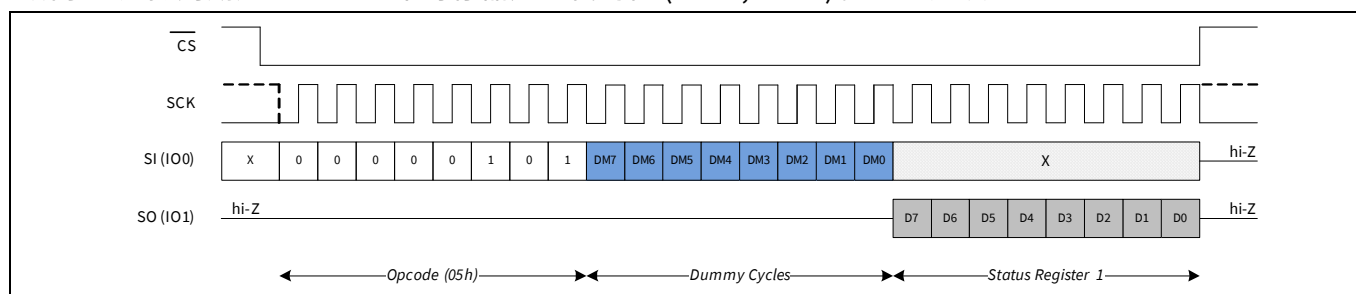 CS
SCK
SI (IO0) X 0 0 0 0 0 1 0 1 DM7 DM6 DM5 DM4 DM3 DM2 DM1 DM0 X hi-Z
SO (IO1) hi-Z D7 D6 D5 D4 D3 D2 D1 D0 hi-Z
Opcode (05h) Dummy Cycles Status Register 1